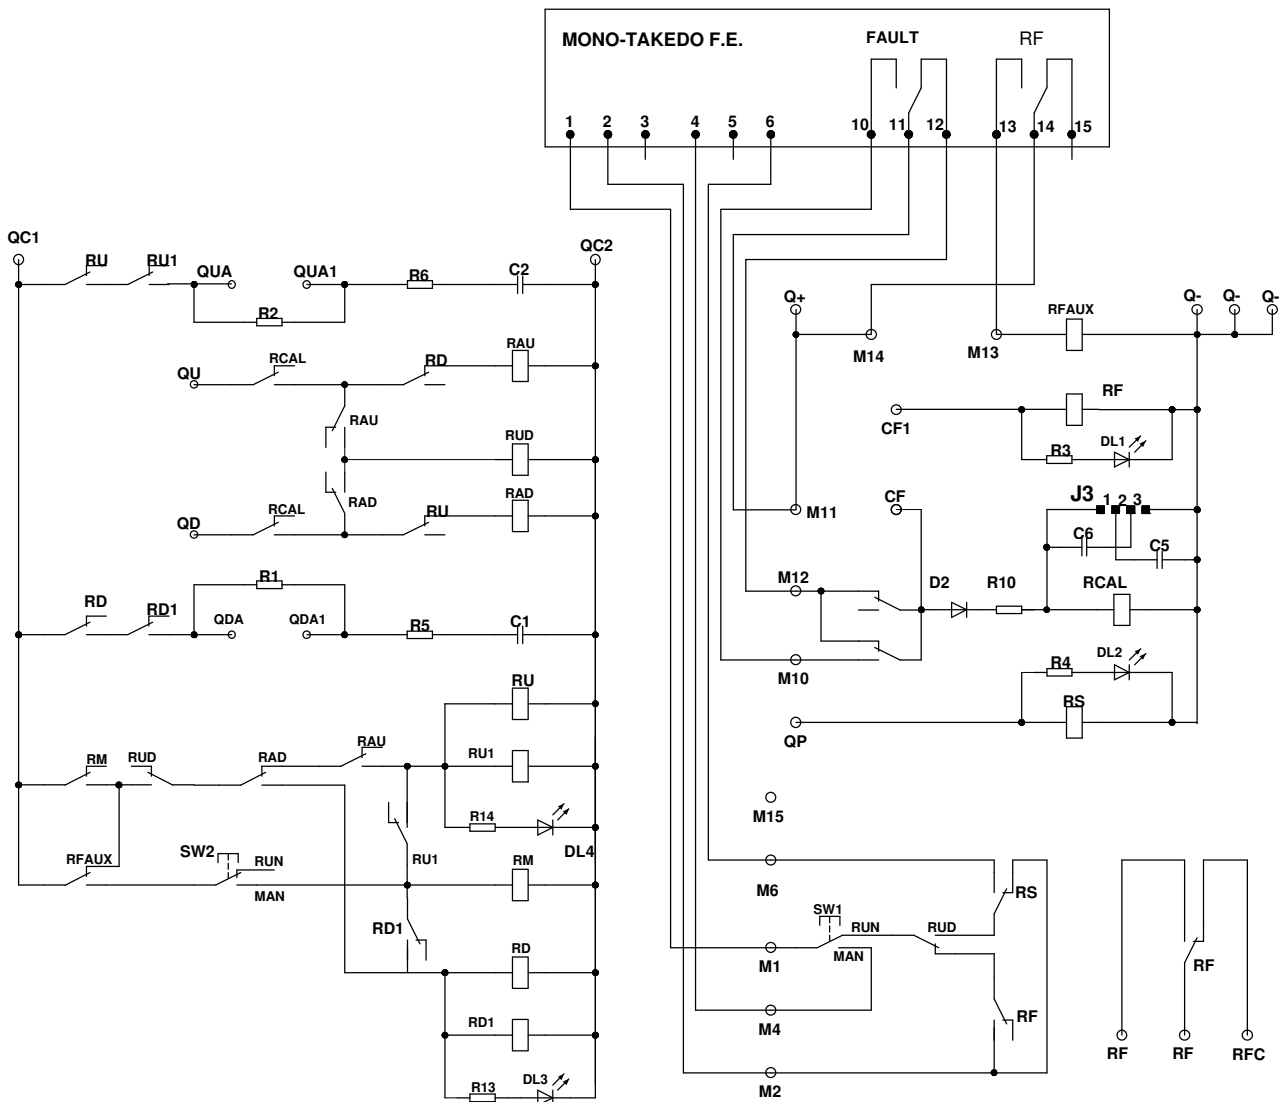 MONO-TAKEDO F.E.
FAULT
RF
1 2 3 4 5 6 10 11 12 13 14 15
QC1
QC2
RU
RU1
QUA
QUA1
R6
C2
R2
Q+
Q-
Q-
Q-
RFAUX
M14
M13
QU
RCAL
RD
RAU
RAU
RUD
RAD
RAD
QD
RCAL
RU
CF1
RF
R3
DL1
CF
M11
J3
1 2 3
C6
C5
R1
RD
RD1
QDA
QDA1
R5
C1
M12
D2
R10
RCAL
M10
R4
DL2
RS
QP
RU
RM
RUD
RAD
RAU
RU1
R14
DL4
M15
RFAUX
SW2
RUN
MAN
RU1
RM
M6
RS
RD1
SW1
RUN
MAN
RUD
M1
RD
RF
M4
RD1
RF
RF
RF
RFC
R13
DL3
M2